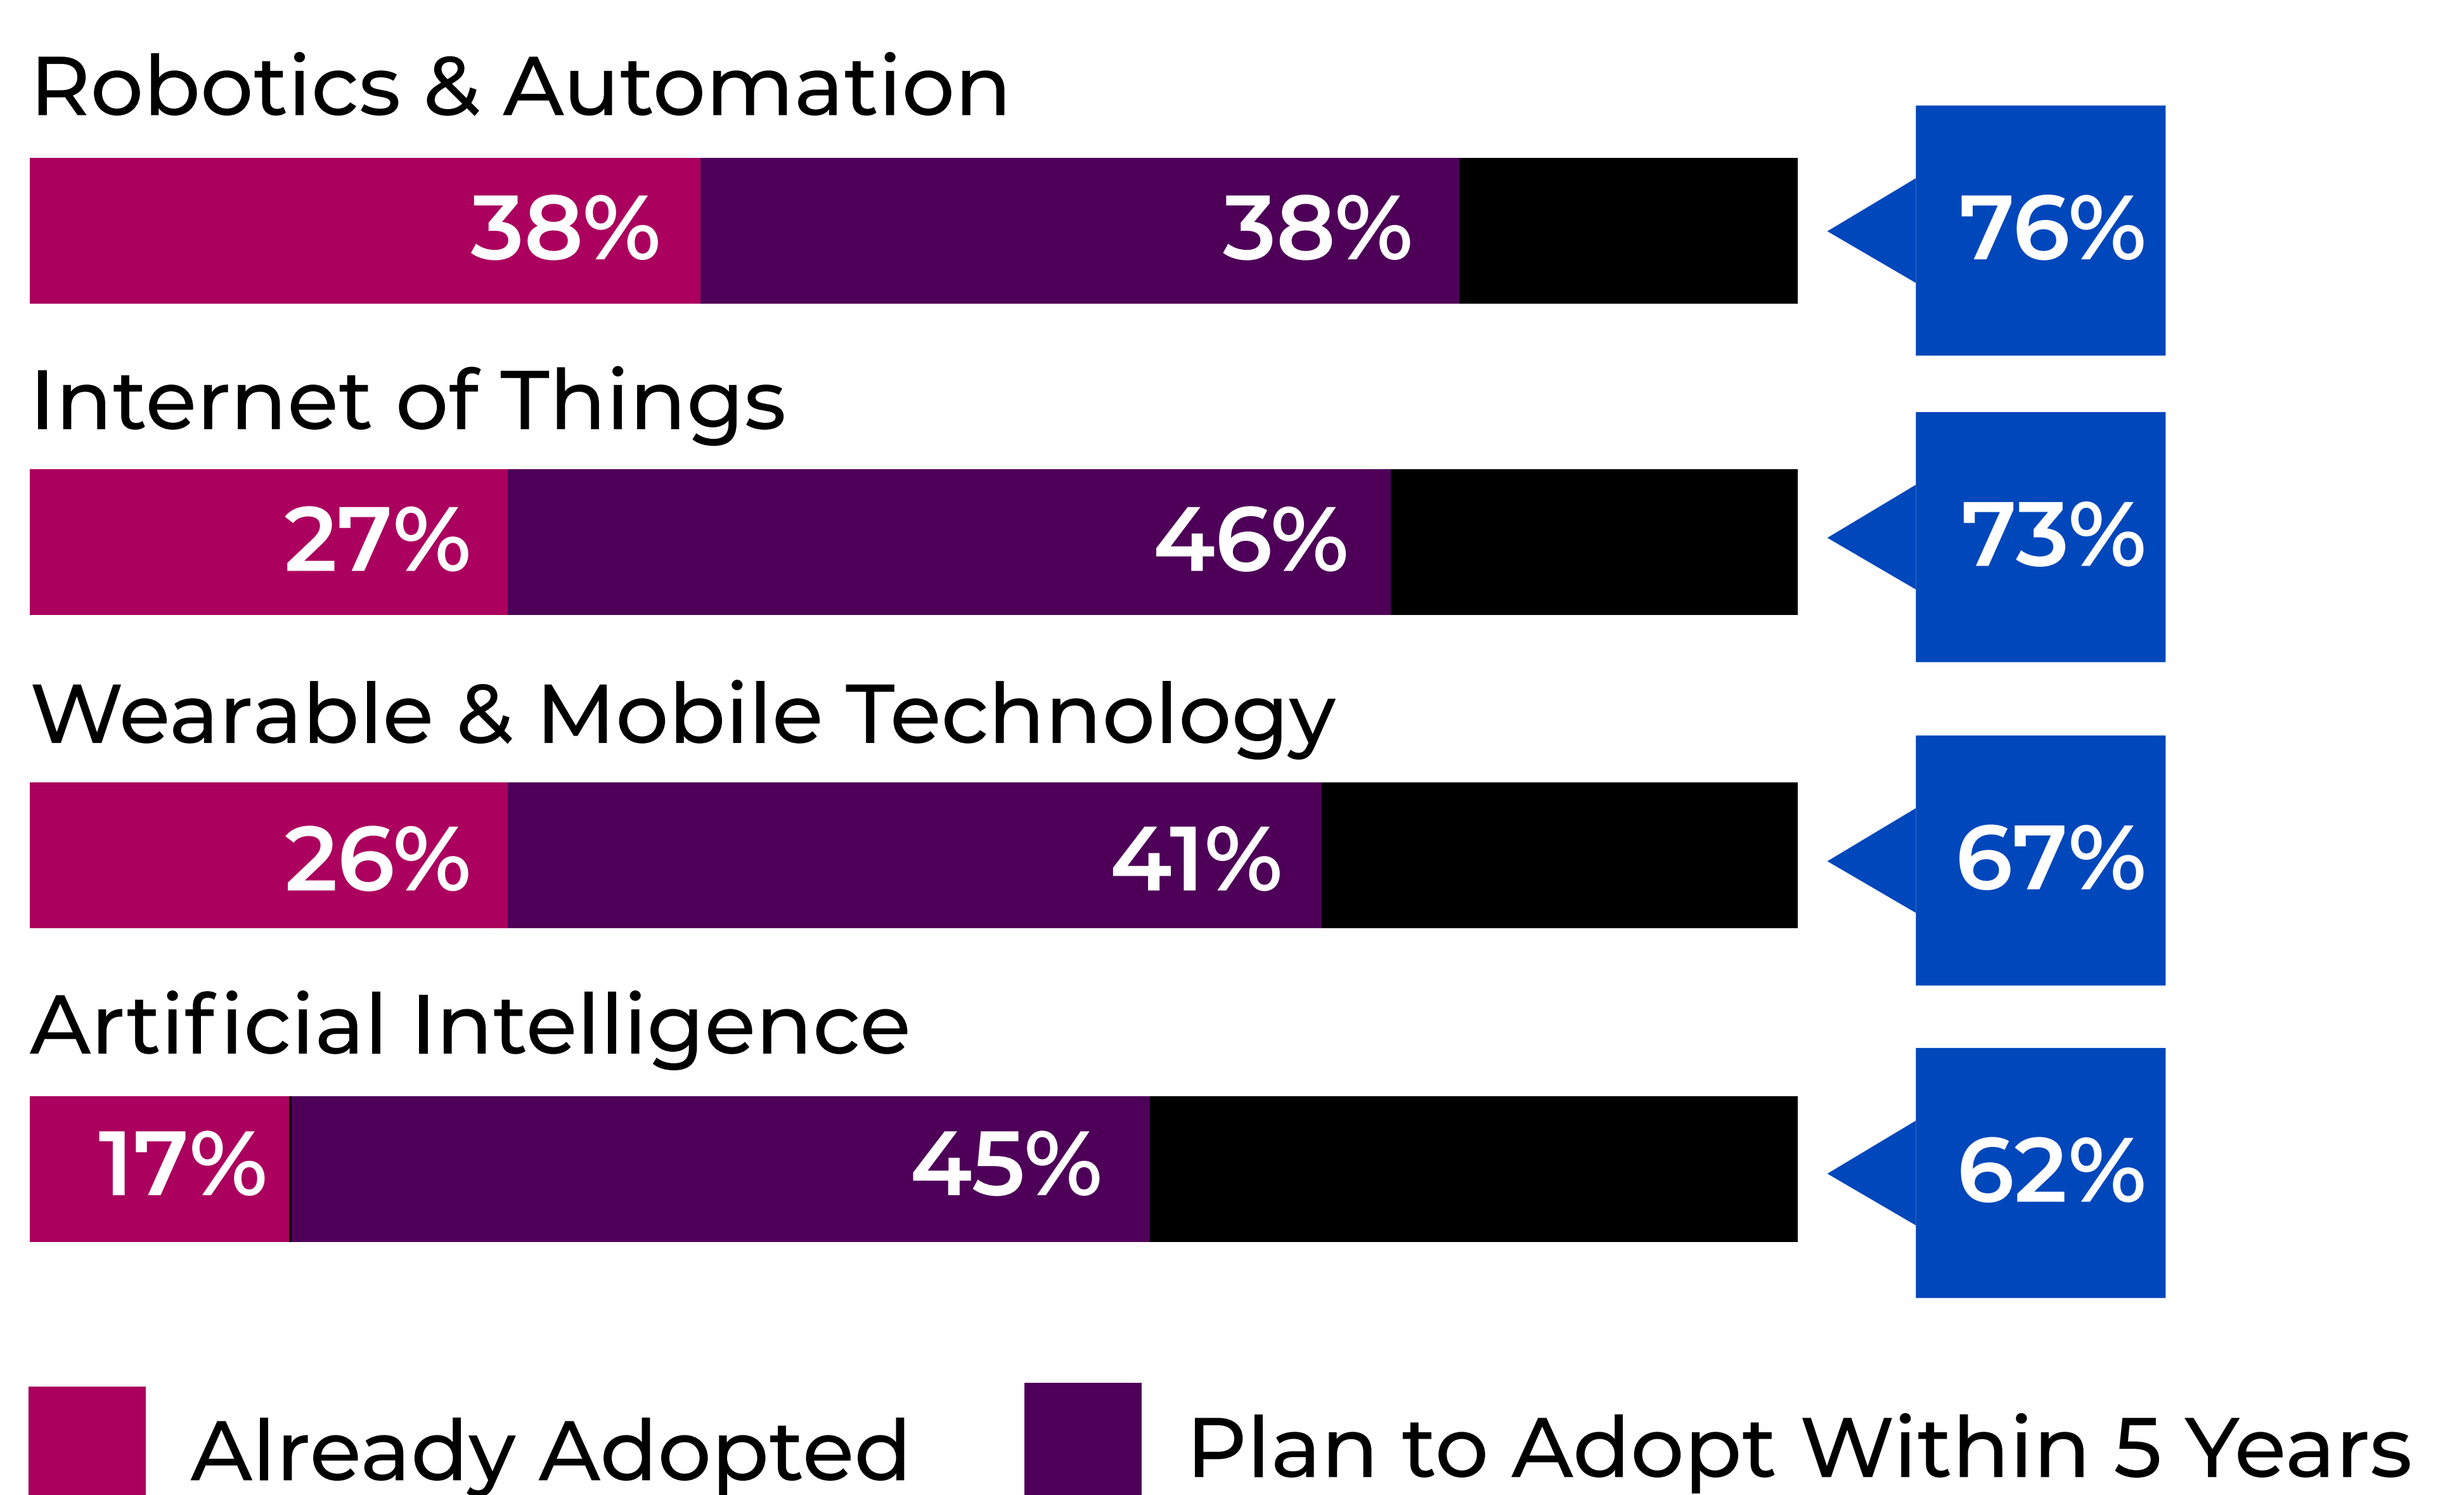 Robotics & Automation
38% 38% 76%
Internet of Things
27% 46% 73%
Wearable & Mobile Technology
26% 41% 67%
Artificial Intelligence
17% 45% 62%
Already Adopted Plan to Adopt Within 5 Years